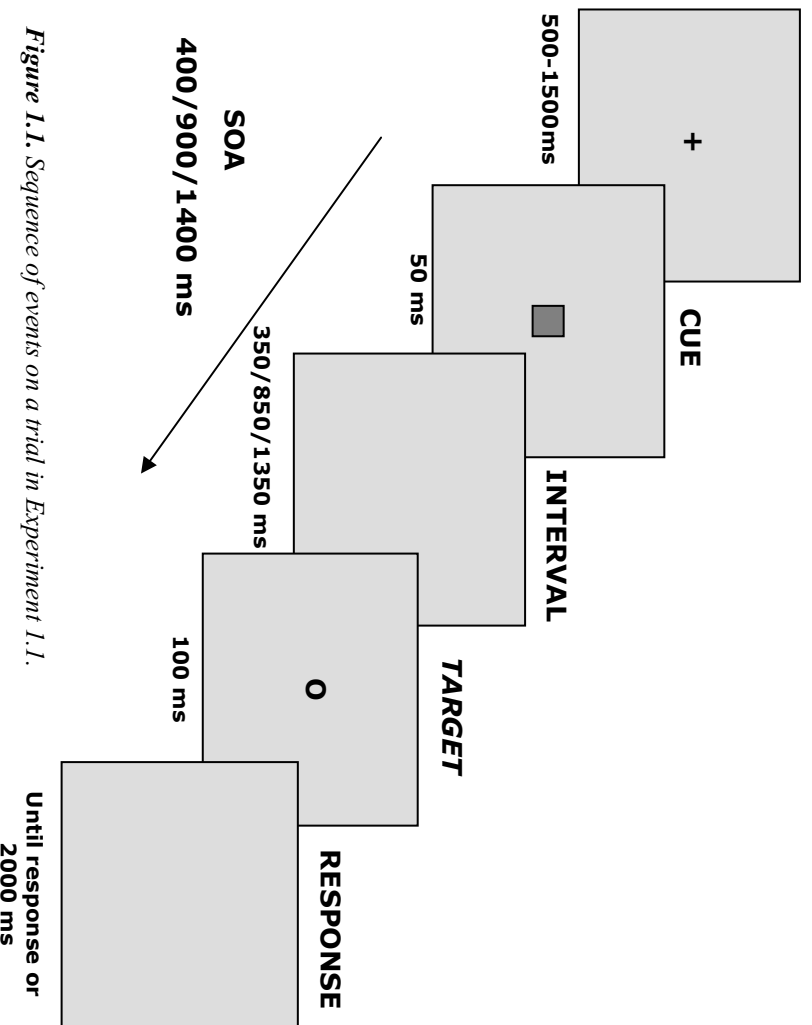 +
500-1500ms
CUE
50 ms
INTERVAL
350/850/1350 ms
TARGET
O
100 ms
RESPONSE
Until response or
2000 ms
SOA
400/900/1400 ms
Figure 1.1. Sequence of events on a trial in Experiment 1.1.